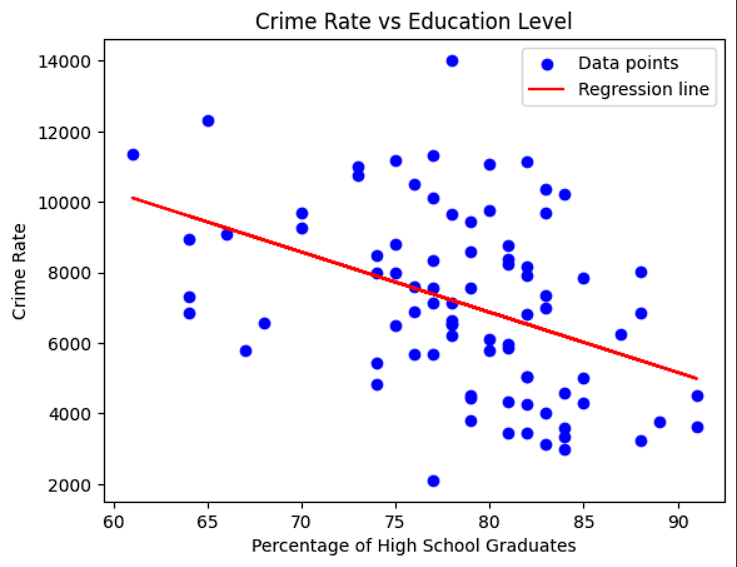 Crime Rate vs Education Level
Data points
Regression line
14000
12000
10000
8000
6000
4000
2000
Crime Rate
60 65 70 75 80 85 90
Percentage of High School Graduates